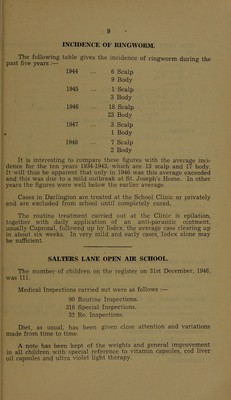 9
INCIDENCE OF RINGWORM.
The following table gives the incidence of ringworm during the
past five years :—
1944 ... 6 Scalp
9 Body
1945 ... 1 Scalp
3 Body
1946 ... 18 Scalp
23 Body
1947 ... 3 Scalp
1 Body
1948 ... 7 Scalp
2 Body
It is interesting to compare these figures with the average inci-
dence for the ten years 1934-1943, which are 13 scalp and 17 body.
It will thus be apparent that only in 1946 was this average exceeded
and this was due to a mild outbreak at St. Joseph's Home. In other
years the figures were well below the earlier average.
Cases in Darlington are treated at the School Clinic or privately
and are excluded from school until completely cured.
The routine treatment carried out at the Clinic is epilation,
together with daily application of an anti-parasitic ointment,
usually Cuprosal, followed up by Iodex, the average case clearing up
in about six weeks. In very mild and early cases, Iodex alone may
be sufficient.
SALTERS LANE OPEN AIR SCHOOL.
The number of children on the register on 31st December, 1948,
was 111.
Medical Inspections carried out were as follows :—
90 Routine Inspections.
316 Special Inspections.
32 Re. Inspections.
Diet, as usual, has been given close attention and variations
made from time to time.
A note has been kept of the weights and general improvement
in all children with special reference to vitamin capsules, cod liver
oil capsules and ultra violet light therapy.